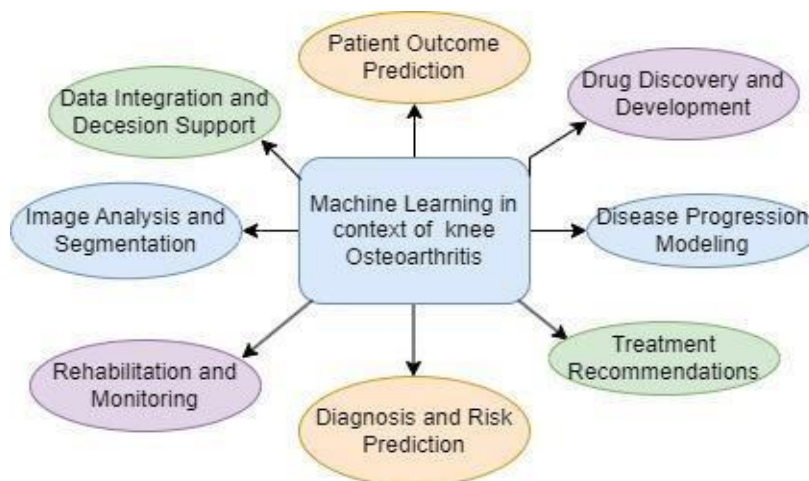 Patient Outcome
Prediction
Drug Discovery and
Development
Data Integration and
Decesion Support
Machine Learning in
context of knee
Osteoarthritis
Image Analysis and
Segmentation
Disease Progression
Modeling
Treatment
Recommendations
Rehabilitation and
Monitoring
Diagnosis and Risk
Prediction